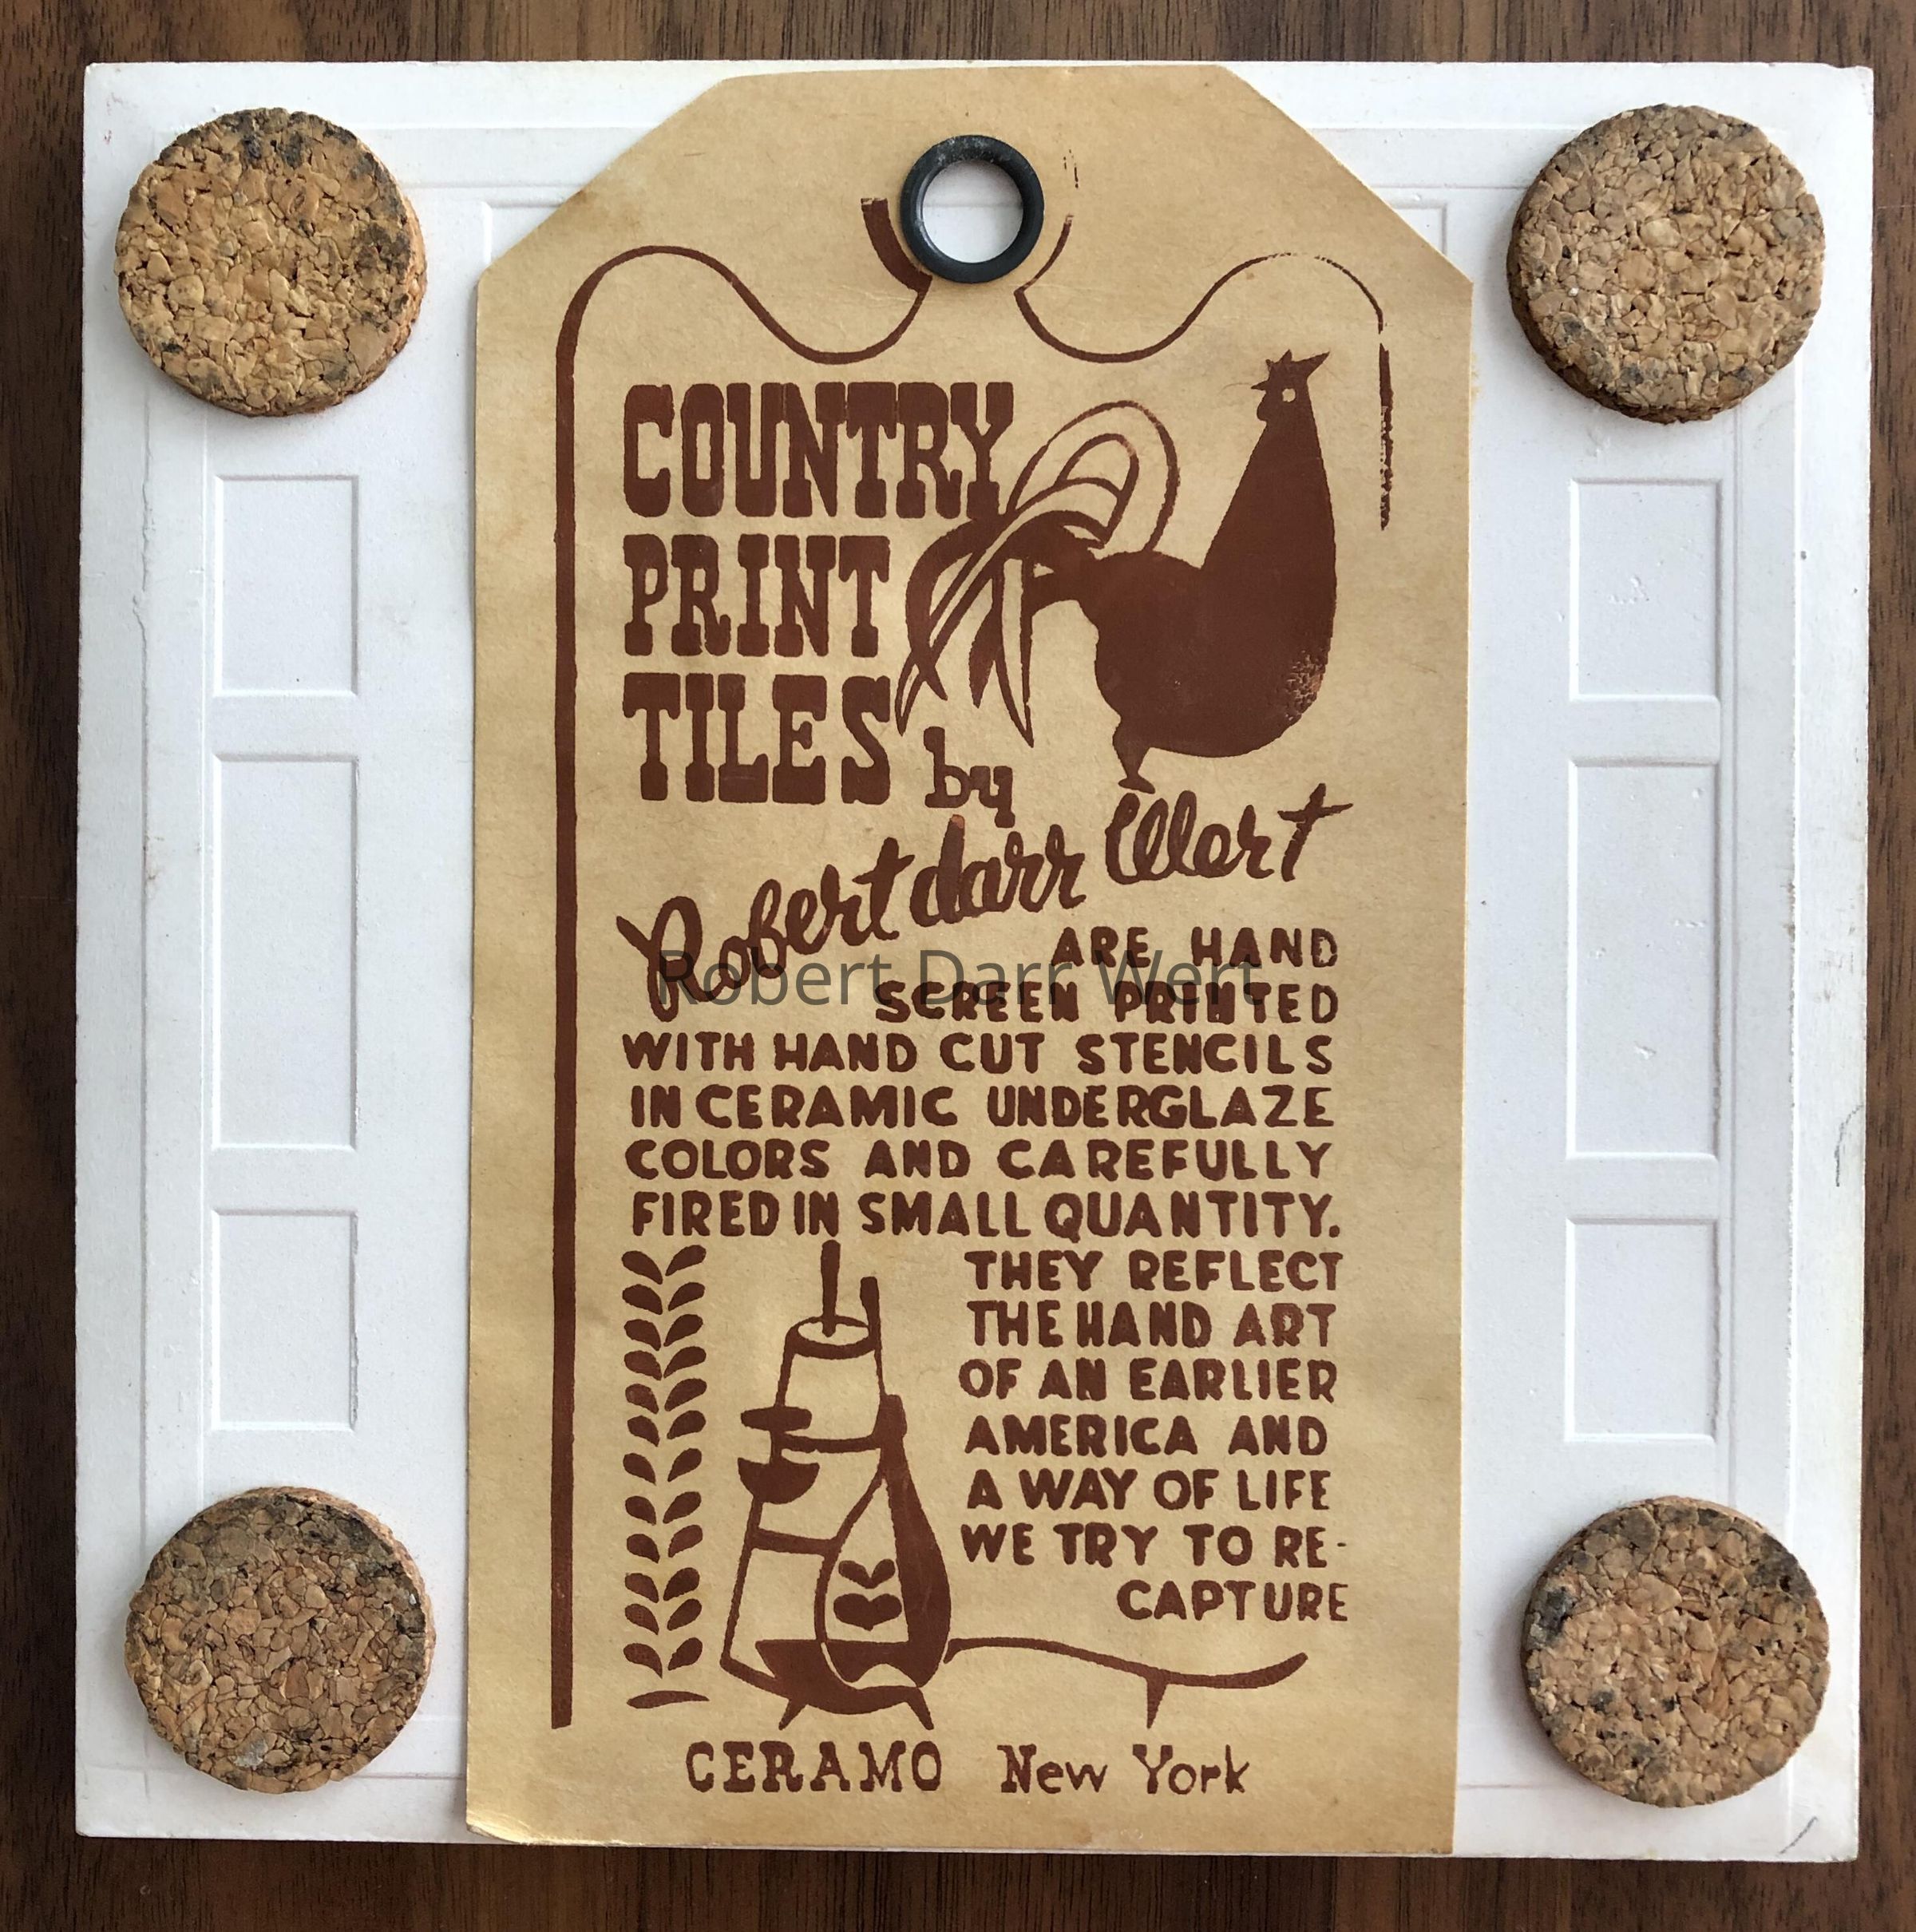 COUNTRY
PRINT
TILES by
Robert darr Wert
ARE HAND
SCREEN PRINTED
WITH HAND CUT STENCILS
IN CERAMIC UNDERGLAZE
COLORS AND CAREFULLY
FIRED IN SMALL QUANTITY.
THEY REFLECT
THE HAND ART
OF AN EARLIER
AMERICA AND
A WAY OF LIFE
WE TRY TO RE-
CAPTURE
CERAMO New York
Robert Darr Wert